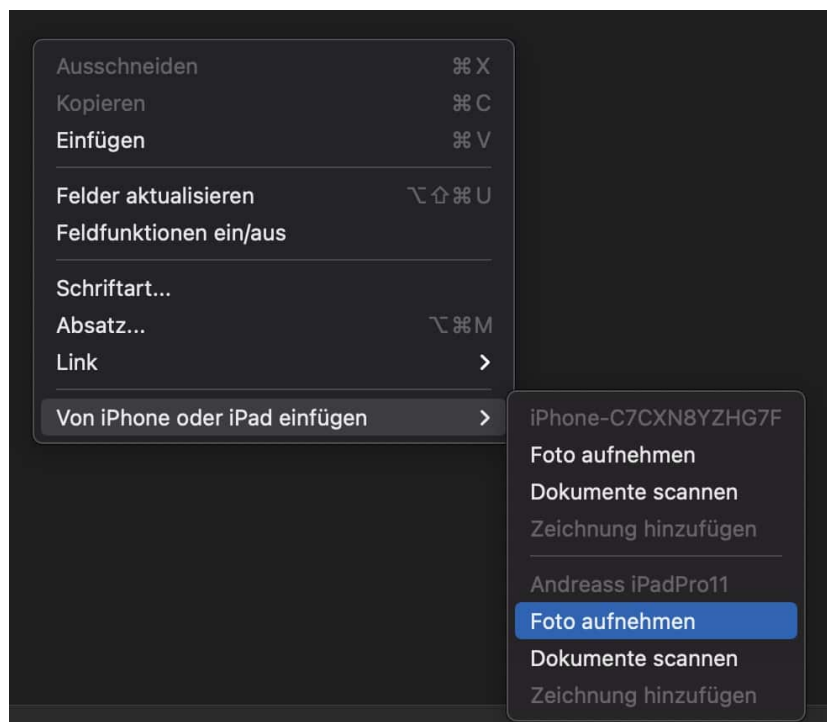 Ausschneiden ⌘ X
Kopieren ⌘ C
Einfügen ⌘ V
Felder aktualisieren ⌥⇧⌘ U
Feldfunktionen ein/aus
Schriftart...
Absatz... ⌥⌘M
Link
Von iPhone oder iPad einfügen
iPhone-C7CXN8YZHG7F
Foto aufnehmen
Dokumente scannen
Zeichnung hinzufügen
Andreass iPadPro11
Foto aufnehmen
Dokumente scannen
Zeichnung hinzufügen